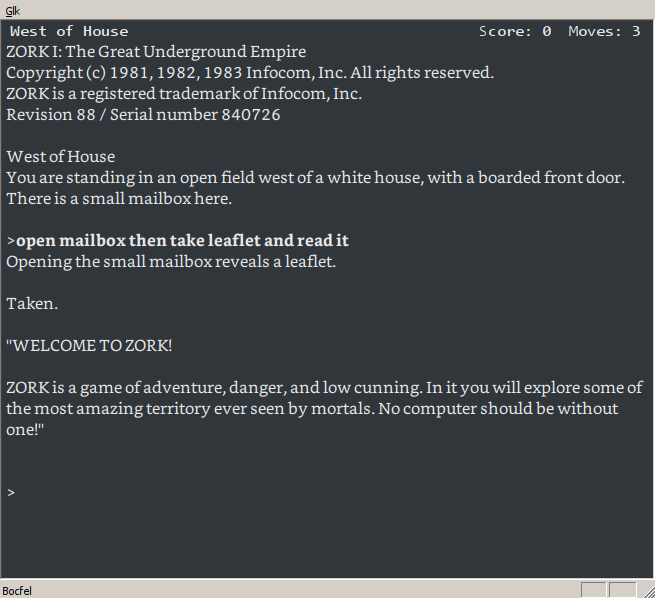 Glk
West of House Score: 0 Moves: 3
ZORK I: The Great Underground Empire
Copyright (c) 1981, 1982, 1983 Infocom, Inc. All rights reserved.
ZORK is a registered trademark of Infocom, Inc.
Revision 88 / Serial number 840726
West of House
You are standing in an open field west of a white house, with a boarded front door.
There is a small mailbox here.
>open mailbox then take leaflet and read it
Opening the small mailbox reveals a leaflet.
Taken.
"WELCOME TO ZORK!
ZORK is a game of adventure, danger, and low cunning. In it you will explore some of
the most amazing territory ever seen by mortals. No computer should be without
one!"
>
Bocfel